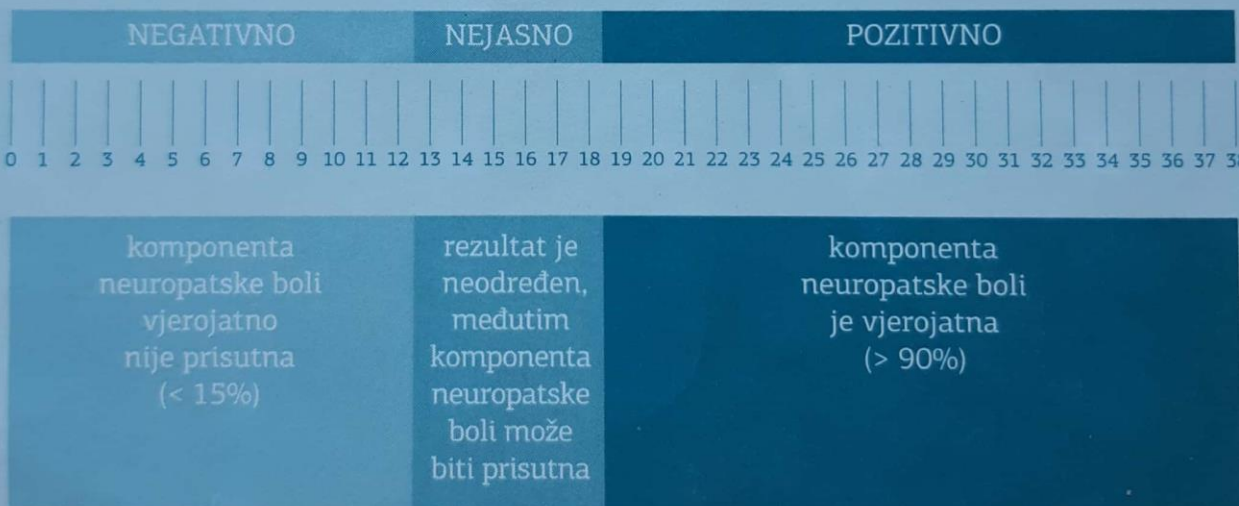 NEGATIVNO NEJASNO POZITIVNO
0 1 2 3 4 5 6 7 8 9 10 11 12 13 14 15 16 17 18 19 20 21 22 23 24 25 26 27 28 29 30 31 32 33 34 35 36 37 38
komponenta
neuropatske boli
vjerojatno
nije prisutna
(< 15%)
rezultat je
neodređen,
međutim
komponenta
neuropatske
boli može
biti prisutna
komponenta
neuropatske boli
je vjerojatna
(> 90%)